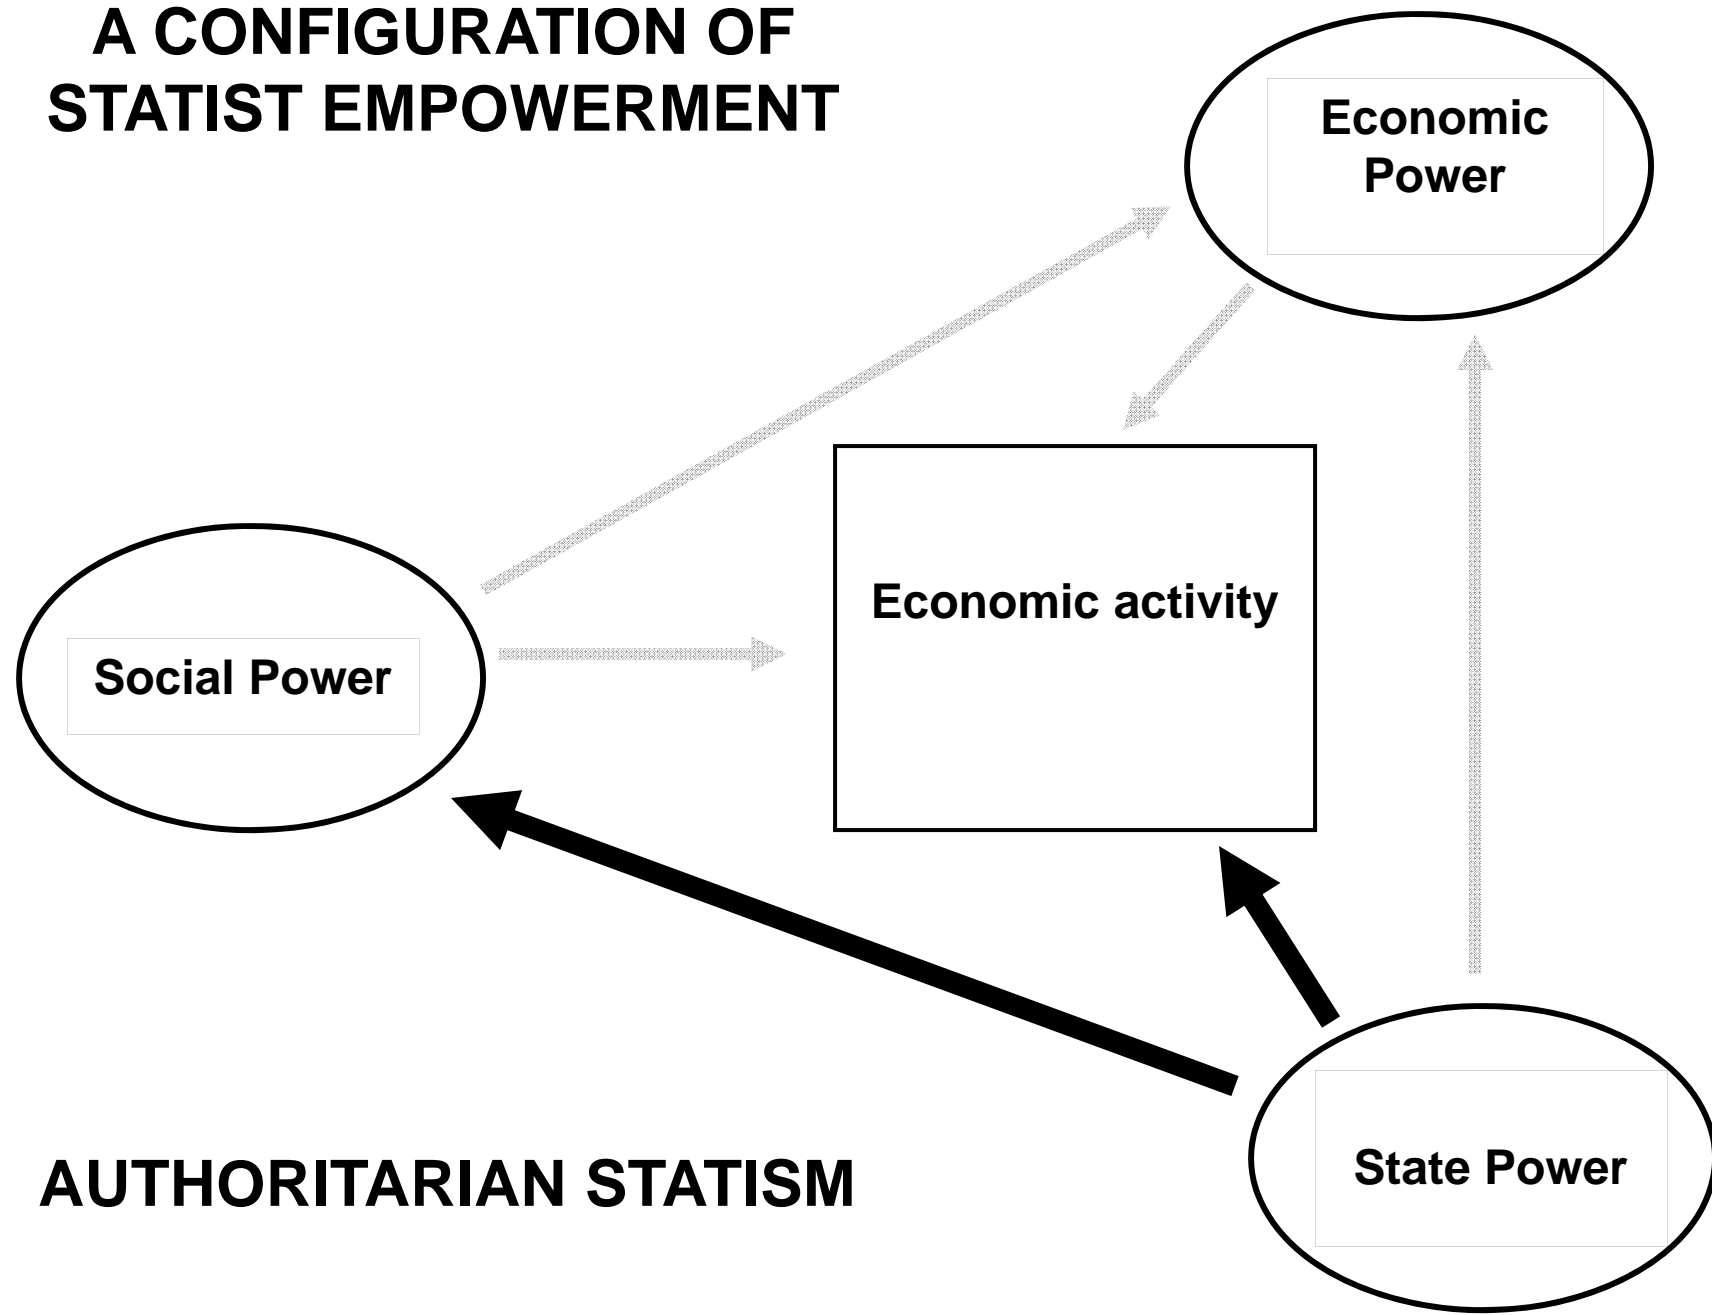 A CONFIGURATION OF
STATIST EMPOWERMENT
Economic
Power
Economic activity
Social Power
AUTHORITARIAN STATISM
State Power